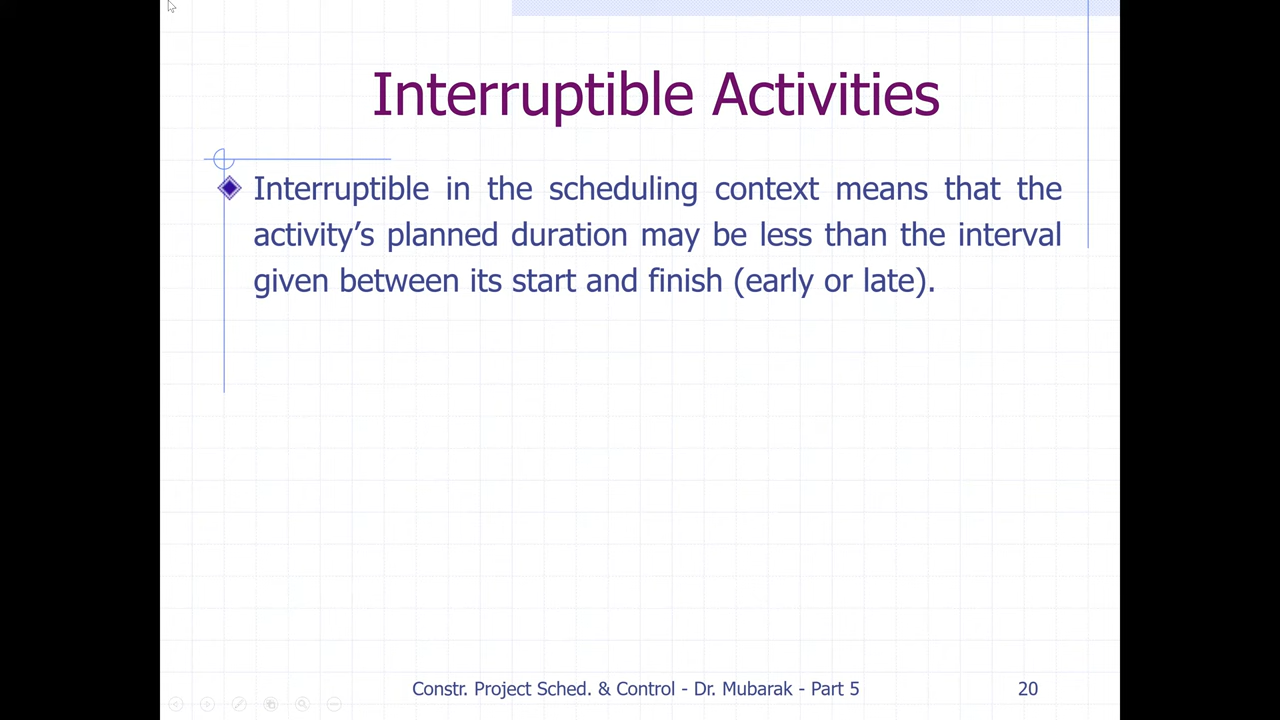 Interruptible Activities
Interruptible in the scheduling context means that the
activity’s planned duration may be less than the interval
given between its start and finish (early or late).
Constr. Project Sched. & Control - Dr. Mubarak - Part 5
20